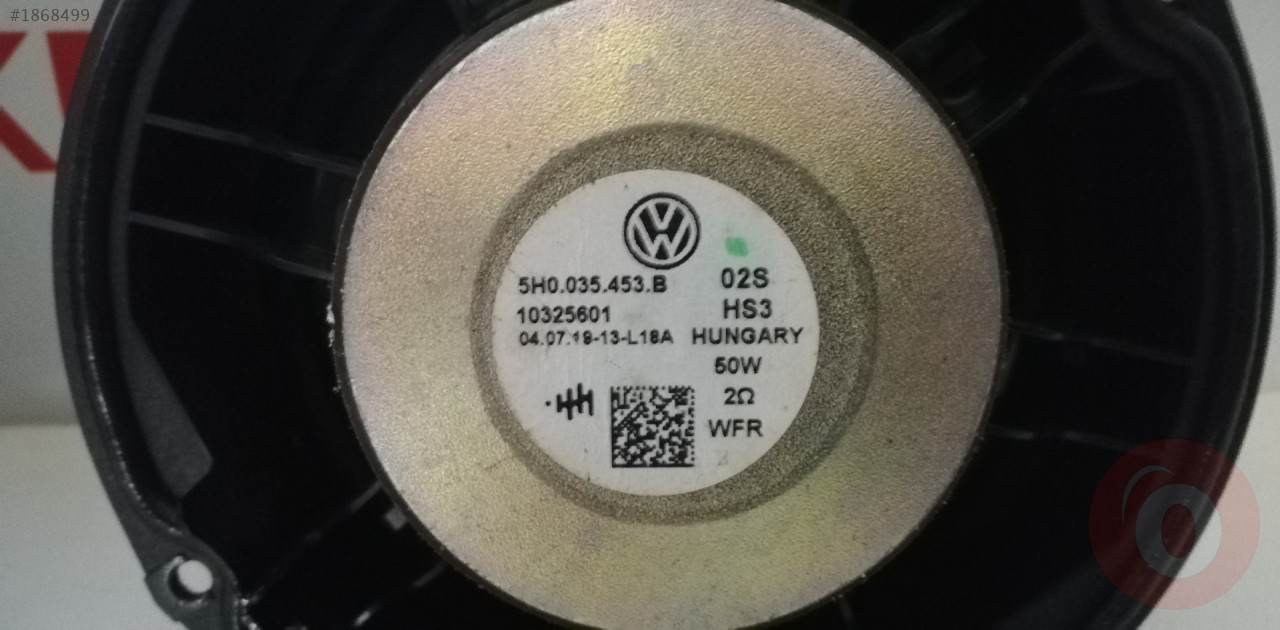 #1868499
5H0.035.453.B
10325601
04.07.19-13-L18A
02S
HS3
HUNGARY
50W
2Ω
WFR